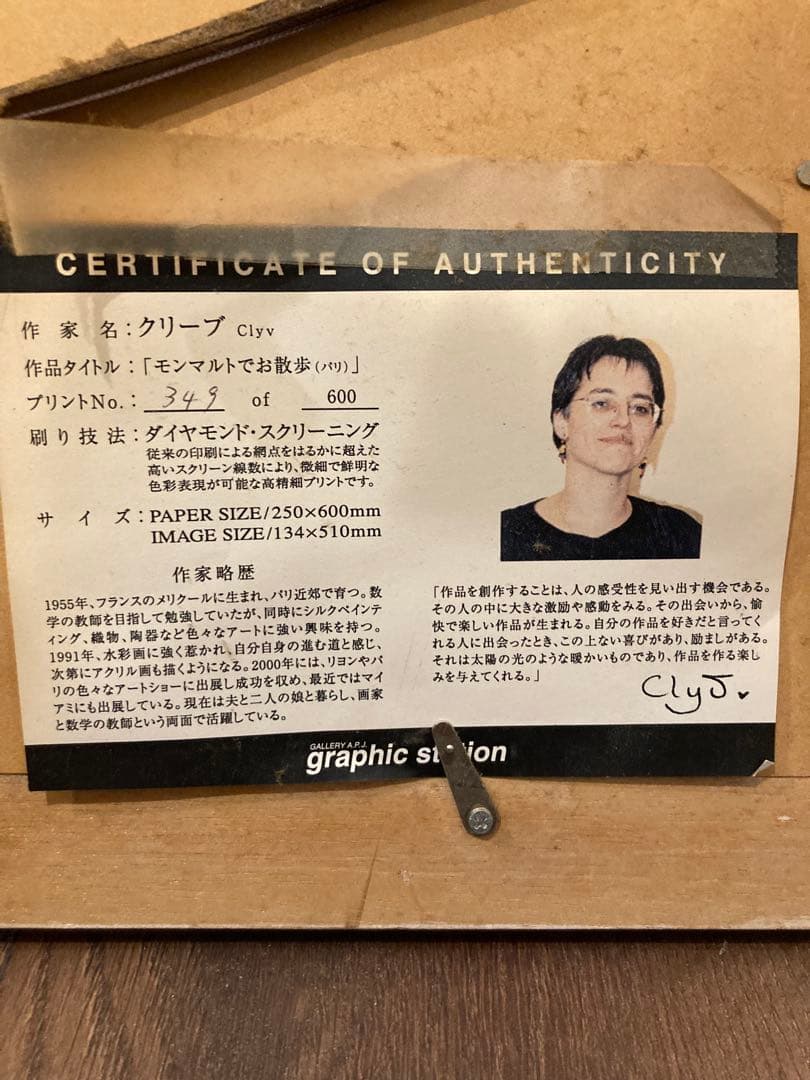 CERTIFICATE OF AUTHENTICITY
作家名：クリーブ Clyv
作品タイトル：「モンマルトでお散歩（パリ）」
プリントNo.： 349 of 600
刷り技法：ダイヤモンド・スクリーニング
従来の印刷による網点をはるかに超えた
高いスクリーン線数により、微細で鮮明な
色彩表現が可能な高精細プリントです。
サイズ：PAPER SIZE/250×600mm
IMAGE SIZE/134×510mm
作家略歴
1955年、フランスのメリクールに生まれ、パリ近郊で育つ。数
学の教師を目指して勉強していたが、同時にシルクペインテ
ィング、織物、陶器など色々なアートに強い興味を持つ。
1991年、水彩画に強く惹かれ、自分自身の進む道と感じ、
次第にアクリル画も描くようになる。2000年には、リヨンやパ
リの色々なアートショーに出展し成功を収め、最近ではマイ
アミにも出展している。現在は夫と二人の娘と暮らし、画家
と数学の教師という両面で活躍している。
「作品を創作することは、人の感受性を見い出す機会である。
その人の中に大きな激励や感動をみる。その出会いから、愉
快で楽しい作品が生まれる。自分の作品を好きだと言ってく
れる人に出会ったとき、この上ない喜びがあり、励ましがある。
それは太陽の光のような暖かいものであり、作品を作る楽し
みを与えてくれる。」
Clyv
GALLERY A.P.J.
graphic station